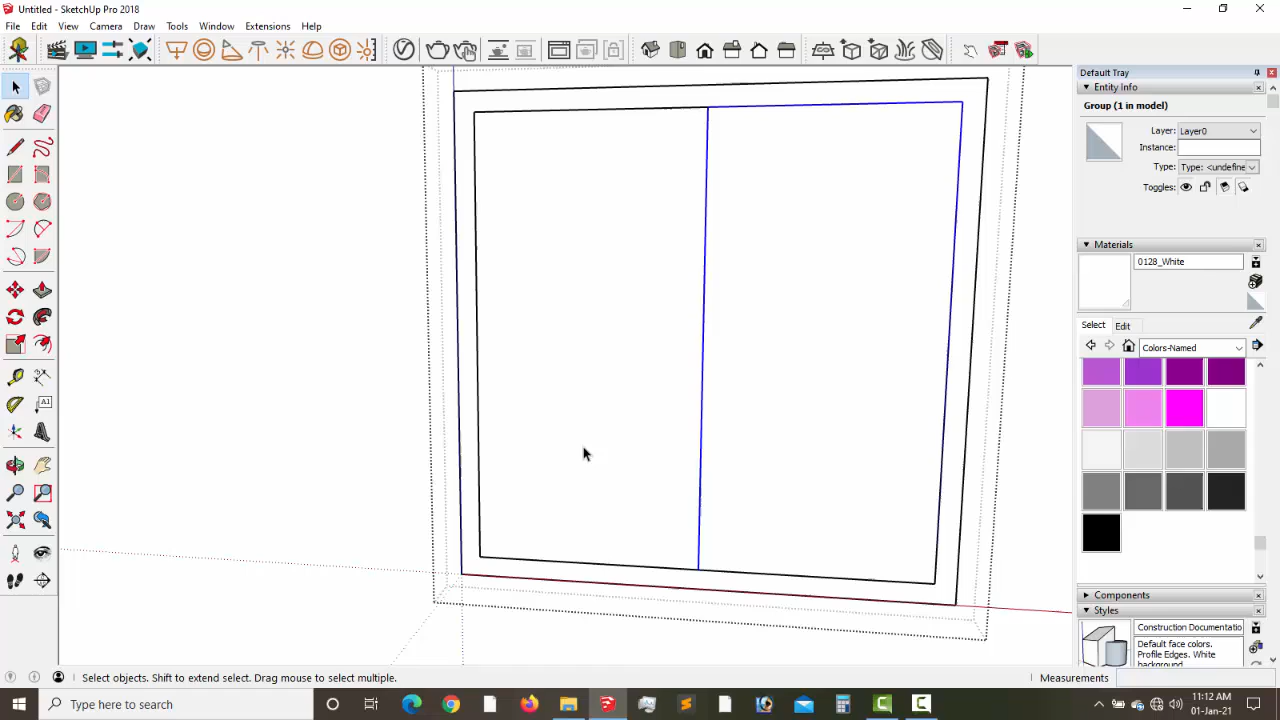 Untitled - SketchUp Pro 2018
File Edit View Camera Draw Tools Window Extensions Help
Default Tray
Entity Info
Group (1 in model)
Layer: Layer0
Instance:
Type: Type: <undefine
Toggles:
Materials
0128_White
Select Edit
Colors-Named
Components
Styles
Construction Documentatio
Default face colors.
Profile Edges. White
background.
AI
Select objects. Shift to extend select. Drag mouse to select multiple.
Measurements
Type here to search
11:12 AM
01-Jan-21